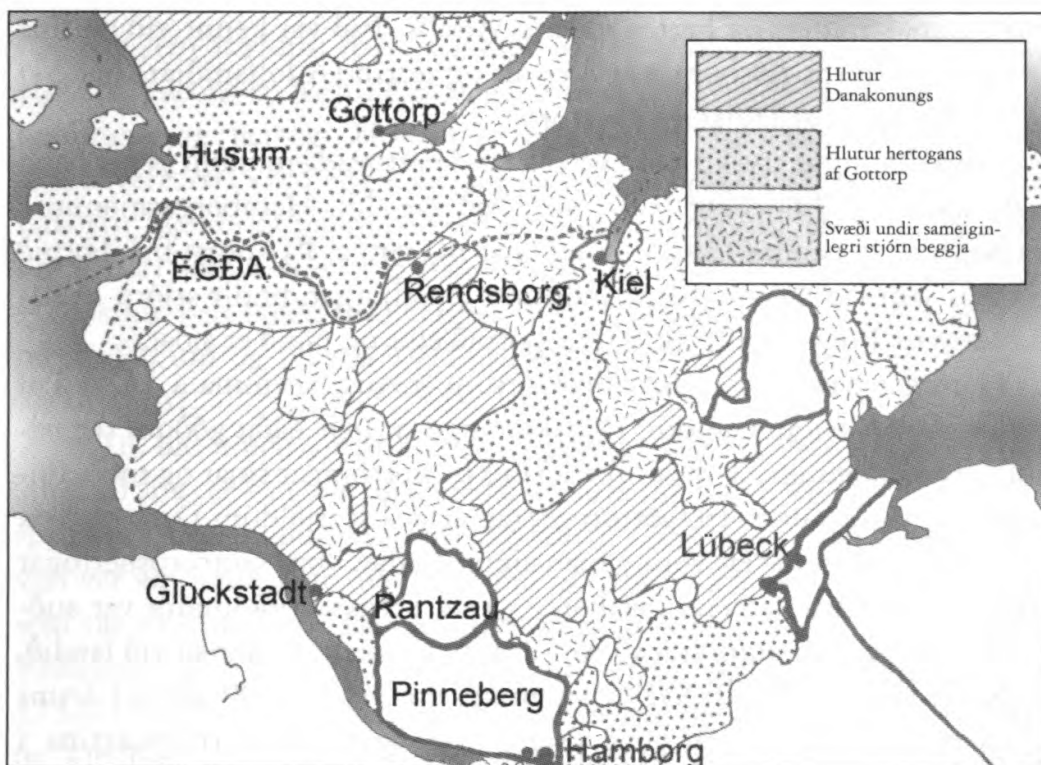 Gottorp
Husum
EGÐA
Rendsborg
Kiel
Lübeck
Glückstadt
Rantzau
Pinneberg
Hamborg
Hlutur
Danakonungs
Hlutur hertogans
af Gottorp
Svæði undir sameigin-
legri stjórn beggja